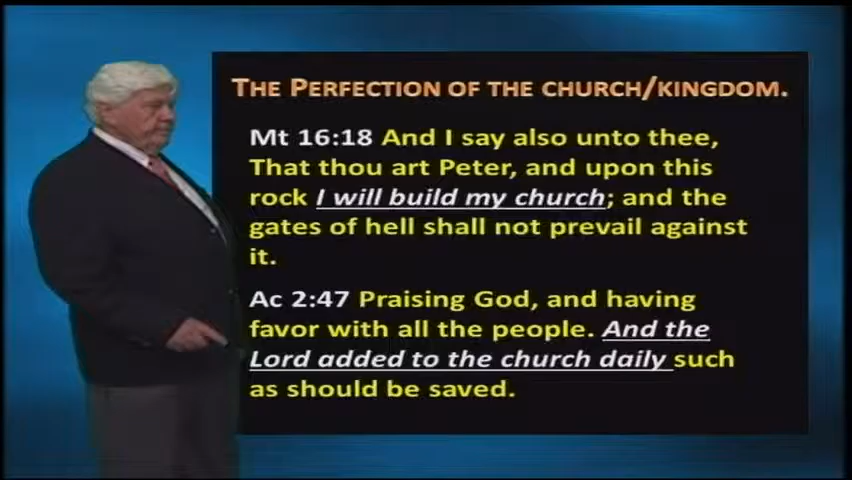 THE PERFECTION OF THE CHURCH/KINGDOM.
Mt 16:18 And I say also unto thee,
That thou art Peter, and upon this
rock I will build my church; and the
gates of hell shall not prevail against
it.
Ac 2:47 Praising God, and having
favor with all the people. And the
Lord added to the church daily such
as should be saved.